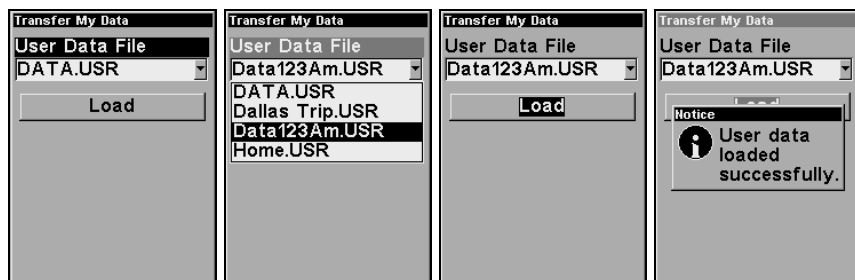 Transfer My Data
User Data File
DATA.USR
Load
Transfer My Data
User Data File
Data123Am.USR
DATA.USR
Dallas Trip.USR
Data123Am.USR
Home.USR
Transfer My Data
User Data File
Data123Am.USR
Load
Transfer My Data
User Data File
Data123Am.USR
Notice
User data
loaded
successfully.